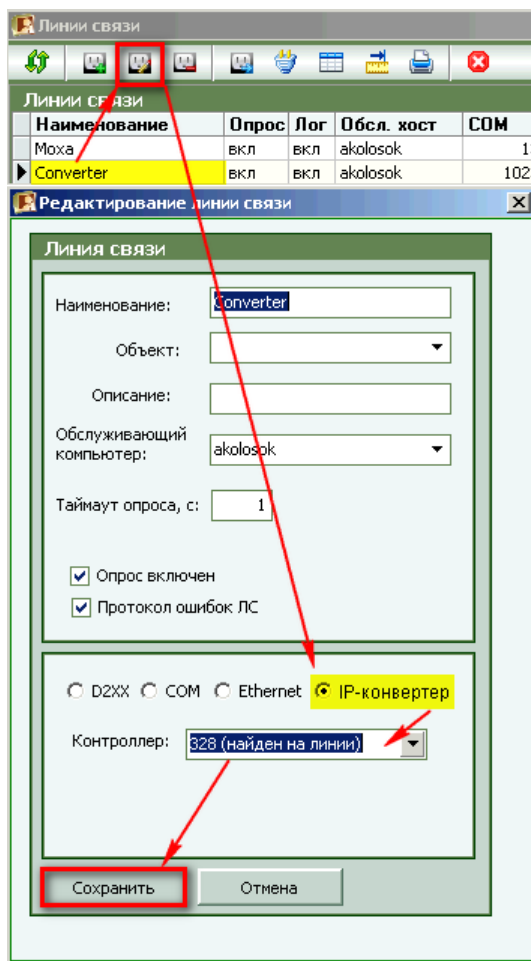 Линии связи
Линии связи
Наименование Опрос Лог Обсл. хост COM
Моха вкл вкл akolosok 1
Converter вкл вкл akolosok 102
Редактирование линии связи
Линия связи
Наименование: Converter
Объект:
Описание:
Обслуживающий
компьютер: akolosok
Таймаут опроса, с: 1
Опрос включен
Протокол ошибок ЛС
D2XX COM Ethernet IP-конвертер
Контроллер: 328 (найден на линии)
Сохранить Отмена